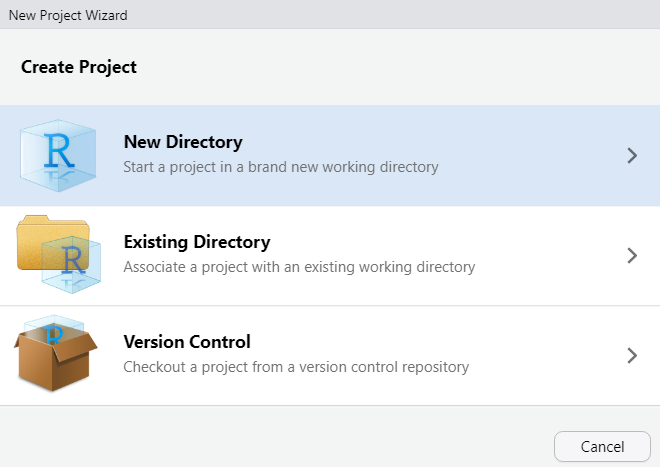 New Project Wizard
Create Project
R
New Directory
Start a project in a brand new working directory
R
Existing Directory
Associate a project with an existing working directory
R
Version Control
Checkout a project from a version control repository
Cancel